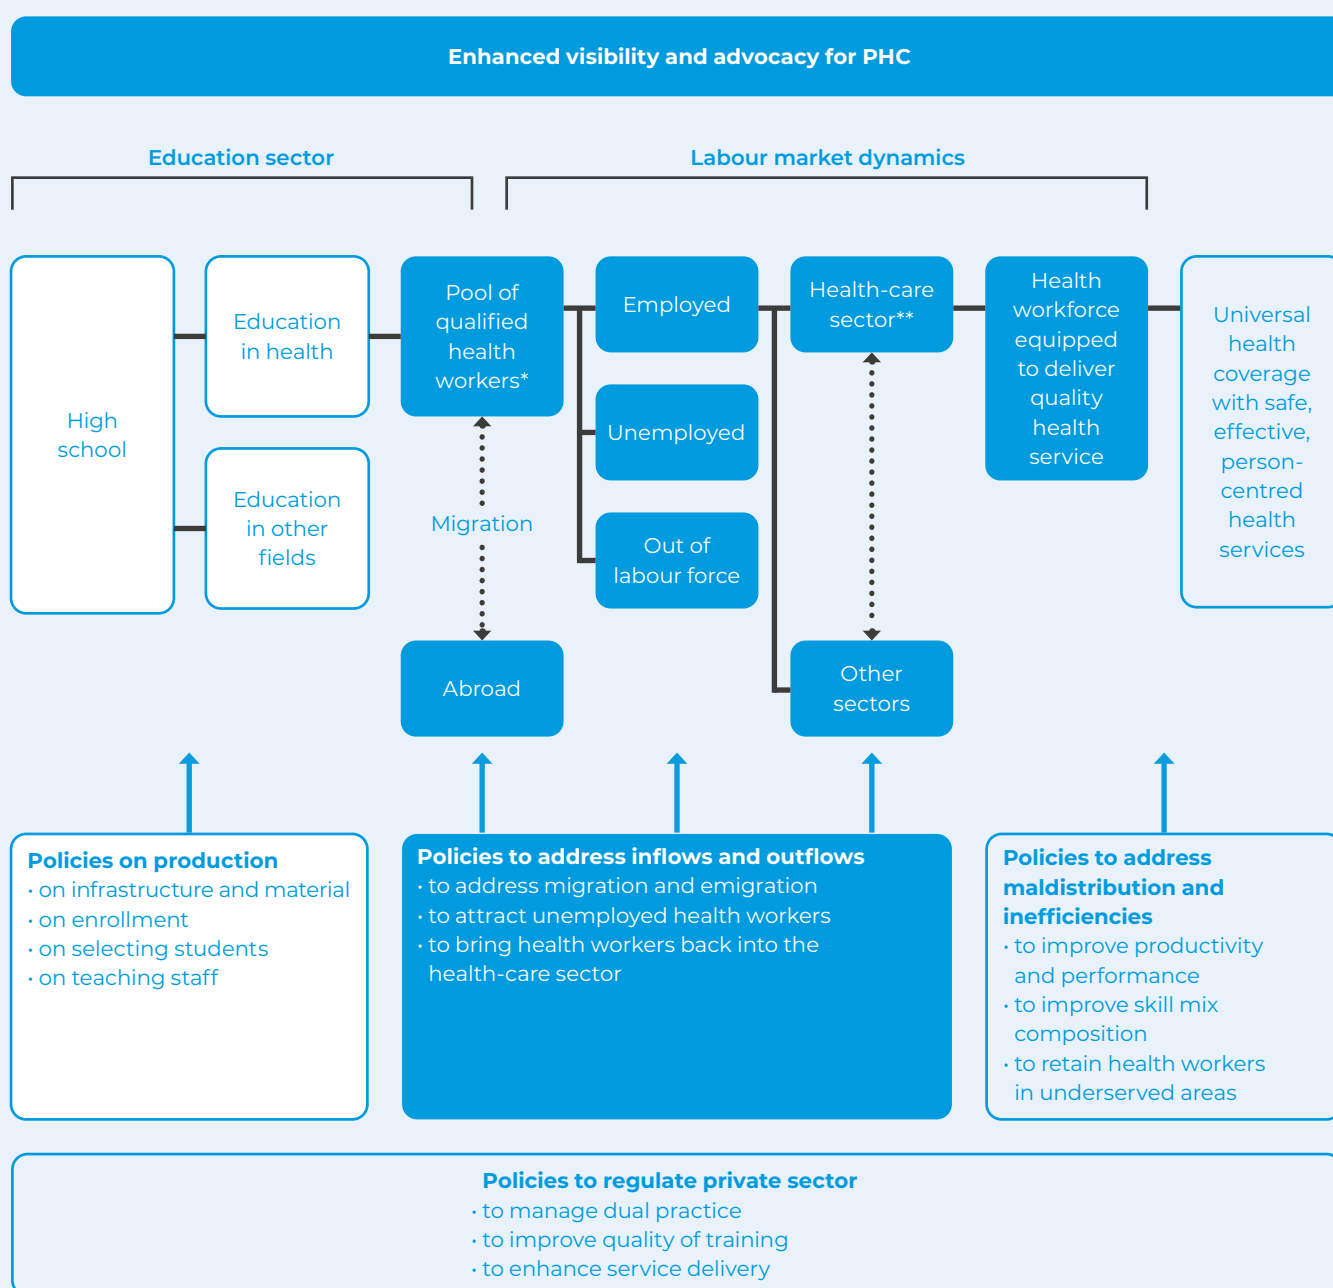 Enhanced visibility and advocacy for PHC
Education sector
Labour market dynamics
High
school
Education
in health
Education
in other
fields
Pool of
qualified
health
workers*
Migration
Abroad
Employed
Unemployed
Out of
labour force
Health-care
sector**
Other
sectors
Health
workforce
equipped
to deliver
quality
health
service
Universal
health
coverage
with safe,
effective,
person-
centred
health
services
Policies on production
· on infrastructure and material
· on enrollment
· on selecting students
· on teaching staff
Policies to address inflows and outflows
· to address migration and emigration
· to attract unemployed health workers
· to bring health workers back into the
health-care sector
Policies to address
maldistribution and
inefficiencies
· to improve productivity
and performance
· to improve skill mix
composition
· to retain health workers
in underserved areas
Policies to regulate private sector
· to manage dual practice
· to improve quality of training
· to enhance service delivery